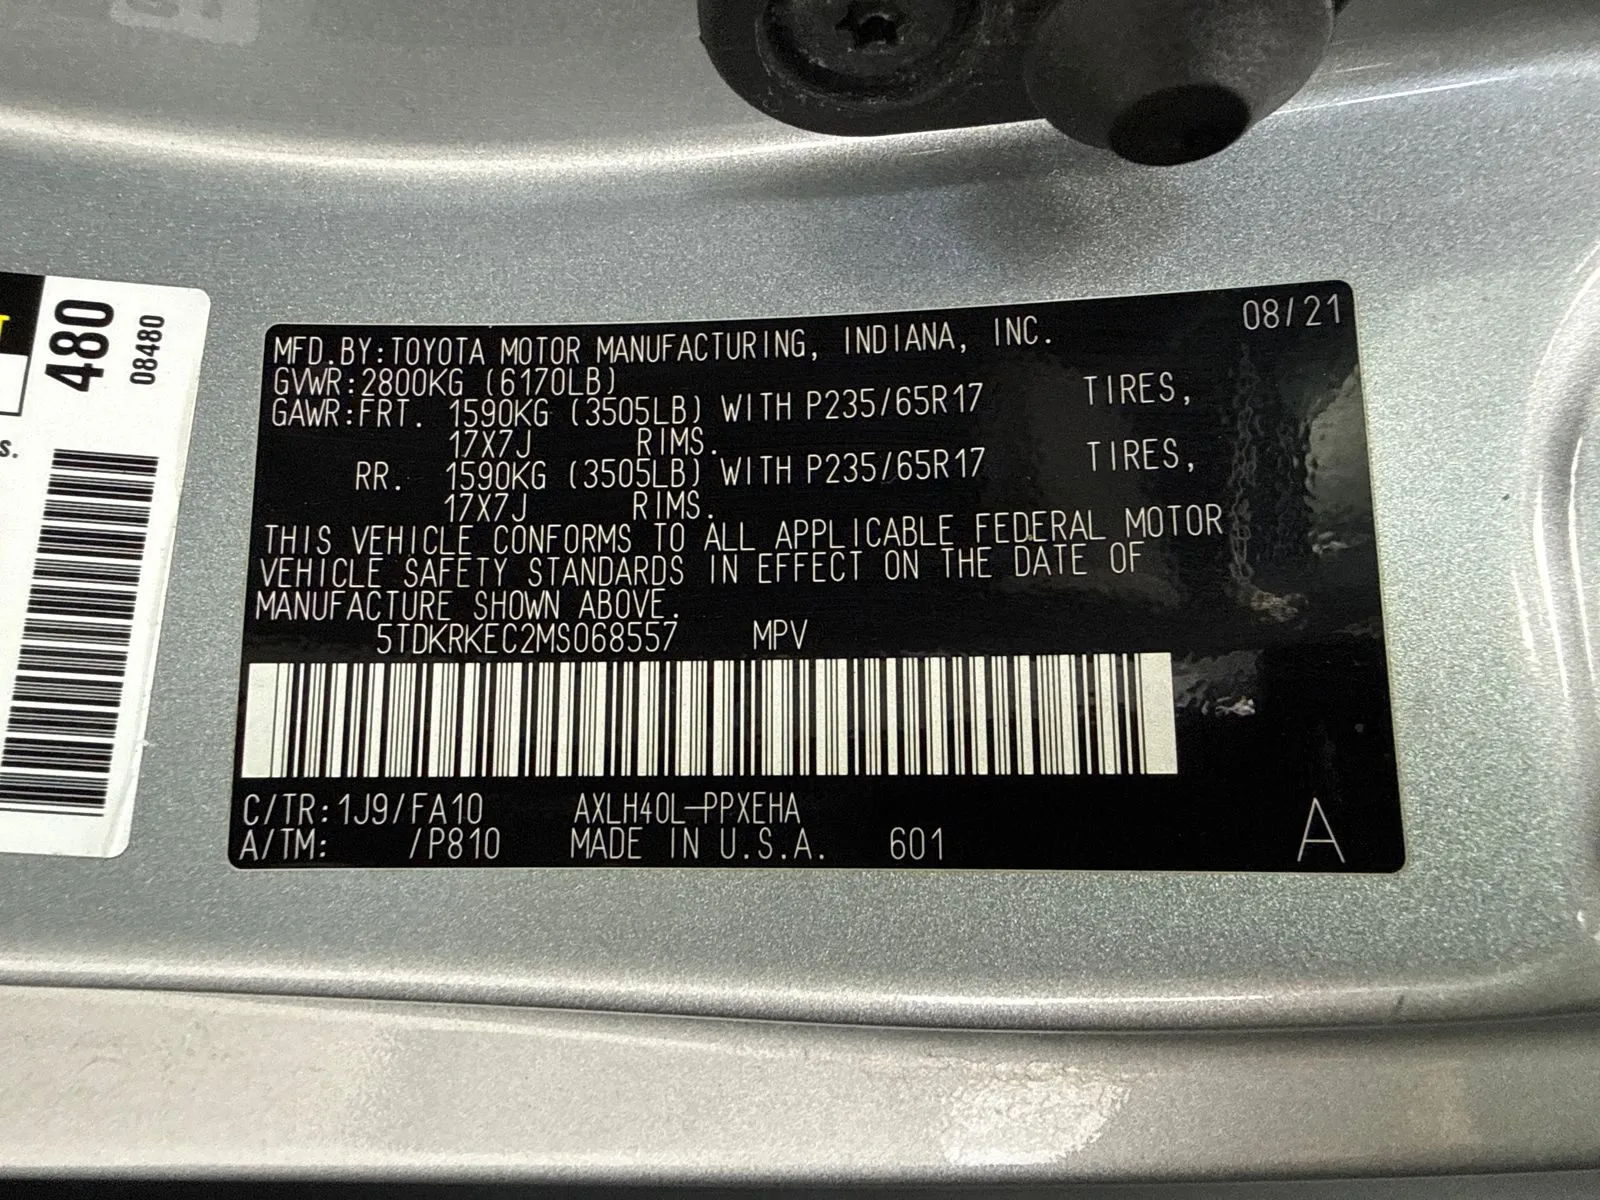 08/21
MFD.BY:TOYOTA MOTOR MANUFACTURING, INDIANA, INC.
GVWR:2800KG (6170LB)
GAWR:FRT. 1590KG (3505LB) WITH P235/65R17 TIRES,
17X7J RIMS.
RR. 1590KG (3505LB) WITH P235/65R17 TIRES,
17X7J RIMS.
THIS VEHICLE CONFORMS TO ALL APPLICABLE FEDERAL MOTOR
VEHICLE SAFETY STANDARDS IN EFFECT ON THE DATE OF
MANUFACTURE SHOWN ABOVE.
5TDKRKEC2MS068557 MPV
C/TR:1J9/FA10 AXLH40L-PPXEHA
A/TM: /P810 MADE IN U.S.A. 601
A
480
08480
T
s.